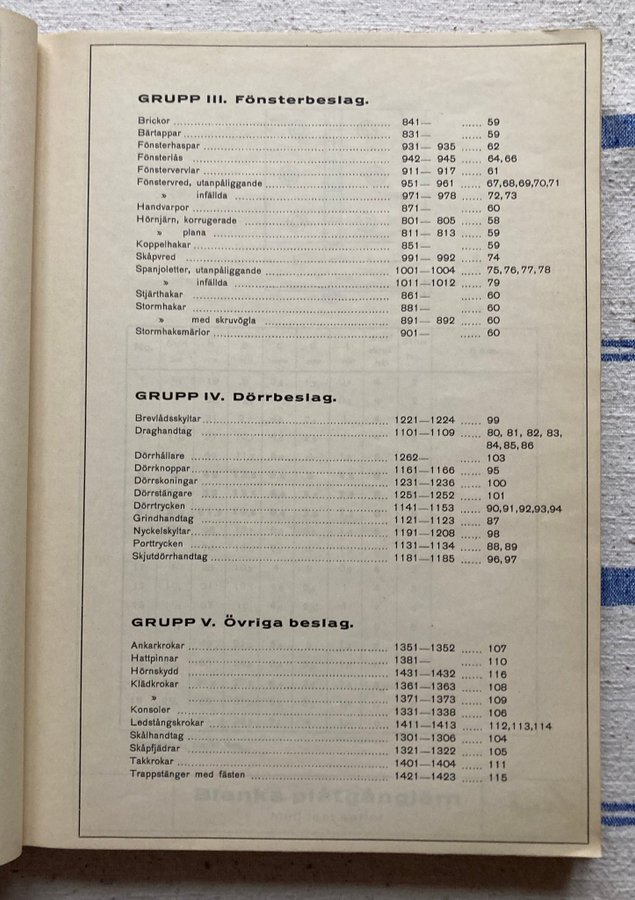 GRUPP III. Fönsterbeslag.
Brickor ........ 841— ...... 59
Bärtappar ........ 831— ...... 59
Fönsterhaspar ........ 931— 935 ...... 62
Fönsterlås ........ 942— 945 ...... 64,66
Fönstervervlar ........ 911— 917 ...... 61
Fönstervred, utanpåliggande ........ 951— 961 ...... 67,68,69,70,71
» infällda ........ 971— 978 ...... 72,73
Handvarpor ........ 871— ...... 60
Hörnjärn, korrugerade ........ 801— 805 ...... 58
» plana ........ 811— 813 ...... 59
Koppelhakar ........ 851— ...... 59
Skåpvred ........ 991— 992 ...... 74
Spanjoletter, utanpåliggande ........ 1001—1004 ...... 75,76,77,78
» infällda ........ 1011—1012 ...... 79
Stjärthakar ........ 861— ...... 60
Stormhakar ........ 881— ...... 60
» med skruvögla ........ 891— 892 ...... 60
Stormhaksmärlor ........ 901— ...... 60
GRUPP IV. Dörrbeslag.
Brevlådsskyltar ........ 1221—1224 ...... 99
Draghandtag ........ 1101—1109 ...... 80, 81, 82, 83,
84,85,86
Dörrhållare ........ 1262— ...... 103
Dörrknoppar ........ 1161—1166 ...... 95
Dörrskoningar ........ 1231—1236 ...... 100
Dörrstängare ........ 1251—1252 ...... 101
Dörrtrycken ........ 1141—1153 ...... 90,91,92,93,94
Grindhandtag ........ 1121—1123 ...... 87
Nyckelskyltar ........ 1191—1208 ...... 98
Porttrycken ........ 1131—1134 ...... 88,89
Skjutdörrhandtag ........ 1181—1185 ...... 96,97
GRUPP V. Övriga beslag.
Ankarkrokar ........ 1351—1352 ...... 107
Hattpinnar ........ 1381— ...... 110
Hörnskydd ........ 1431—1432 ...... 116
Klädkrokar ........ 1361—1363 ...... 108
» ........ 1371—1373 ...... 109
Konsoler ........ 1331—1338 ...... 106
Ledstångskrokar ........ 1411—1413 ...... 112,113,114
Skålhandtag ........ 1301—1306 ...... 104
Skåpfjädrar ........ 1321—1322 ...... 105
Takkrokar ........ 1401—1404 ...... 111
Trappstänger med fästen ........ 1421—1423 ...... 115